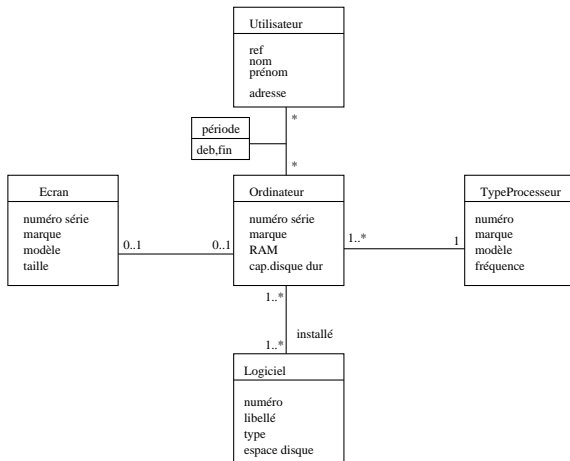 Utilisateur
ref
nom
prénom
adresse
*
période
deb,fin
*
Ecran
numéro série
marque
modèle
taille
0..1
0..1
Ordinateur
numéro série
marque
RAM
cap.disque dur
1..*
1
TypeProcesseur
numéro
marque
modèle
fréquence
1..*
installé
1..*
Logiciel
numéro
libellé
type
espace disque